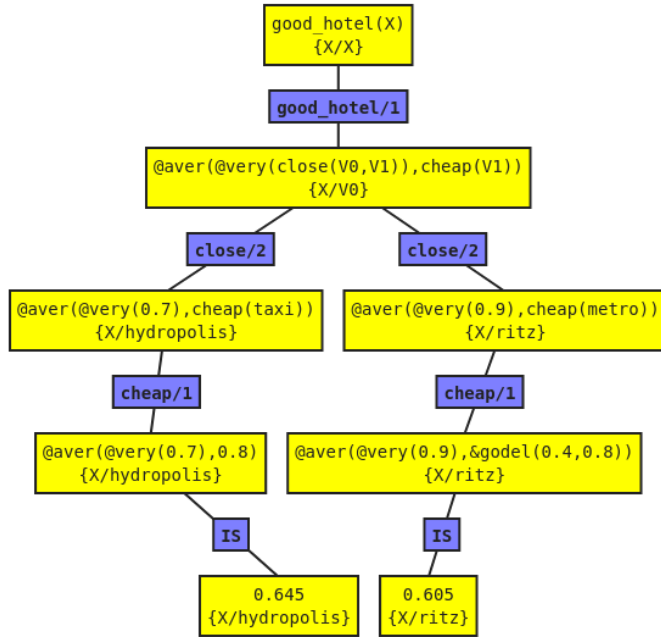 good_hotel(X)
{X/X}
good_hotel/1
@aver(@very(close(V0,V1)),cheap(V1))
{X/V0}
close/2
close/2
@aver(@very(0.7),cheap(taxi))
{X/hydropolis}
@aver(@very(0.9),cheap(metro))
{X/ritz}
cheap/1
cheap/1
@aver(@very(0.7),0.8)
{X/hydropolis}
@aver(@very(0.9),&godel(0.4,0.8))
{X/ritz}
IS
IS
0.645
{X/hydropolis}
0.605
{X/ritz}